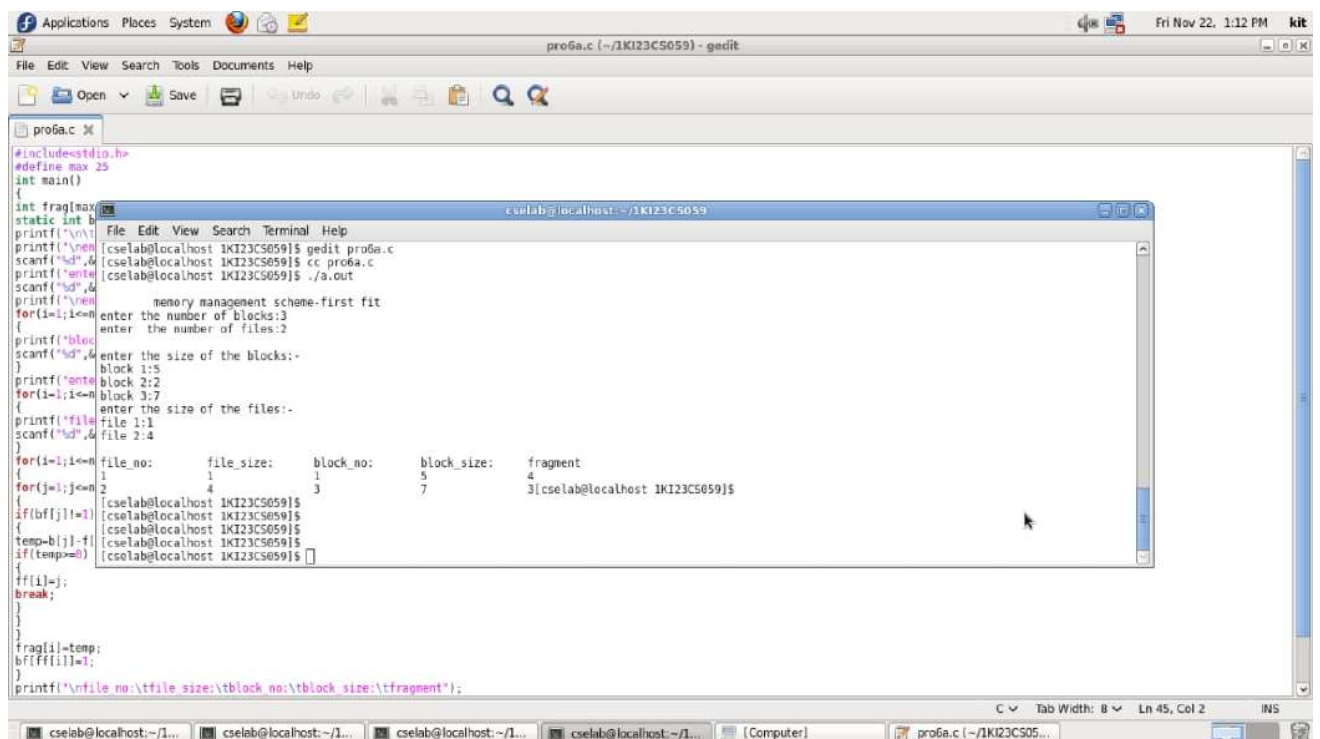 Applications Places System Fri Nov 22, 1:12 PM kit
pro6a.c (~/1KI23CS059) - gedit
File Edit View Search Tools Documents Help
Open Save Undo
pro6a.c
#include<stdio.h>
#define max 25
int main()
{
int frag[max
static int b
printf("\n\t
printf("\nen
scanf("%d",&
printf("ente
scanf("%d",&
printf("\nen
for(i=1;i<=n
{
printf("bloc
scanf("%d",&
}
printf("ente
for(i=1;i<=n
{
printf("file
scanf("%d",&
}
for(i=1;i<=n
{
for(j=1;j<=n
{
if(bf[j]!=1)
{
temp=b[j]-f[
if(temp>=0)
{
ff[i]=j;
break;
}
}
}
frag[i]=temp;
bf[ff[i]]=1;
}
printf("\nfile_no:\tfile_size:\tblock_no:\tblock_size:\tfragment");
cselab@localhost:~/1KI23CS059
File Edit View Search Terminal Help
[cselab@localhost 1KI23CS059]$ gedit pro6a.c
[cselab@localhost 1KI23CS059]$ cc pro6a.c
[cselab@localhost 1KI23CS059]$ ./a.out
memory management scheme-first fit
enter the number of blocks:3
enter the number of files:2
enter the size of the blocks:-
block 1:5
block 2:2
block 3:7
enter the size of the files:-
file 1:1
file 2:4
file_no: file_size: block_no: block_size: fragment
1 1 1 5 4
2 4 3 7 3[cselab@localhost 1KI23CS059]$
[cselab@localhost 1KI23CS059]$
[cselab@localhost 1KI23CS059]$
[cselab@localhost 1KI23CS059]$
[cselab@localhost 1KI23CS059]$
[cselab@localhost 1KI23CS059]$
C Tab Width: 8 Ln 45, Col 2 INS
cselab@localhost:~/1... cselab@localhost:~/1... cselab@localhost:~/1... cselab@localhost:~/1... [Computer] pro6a.c (~/1KI23CS05...